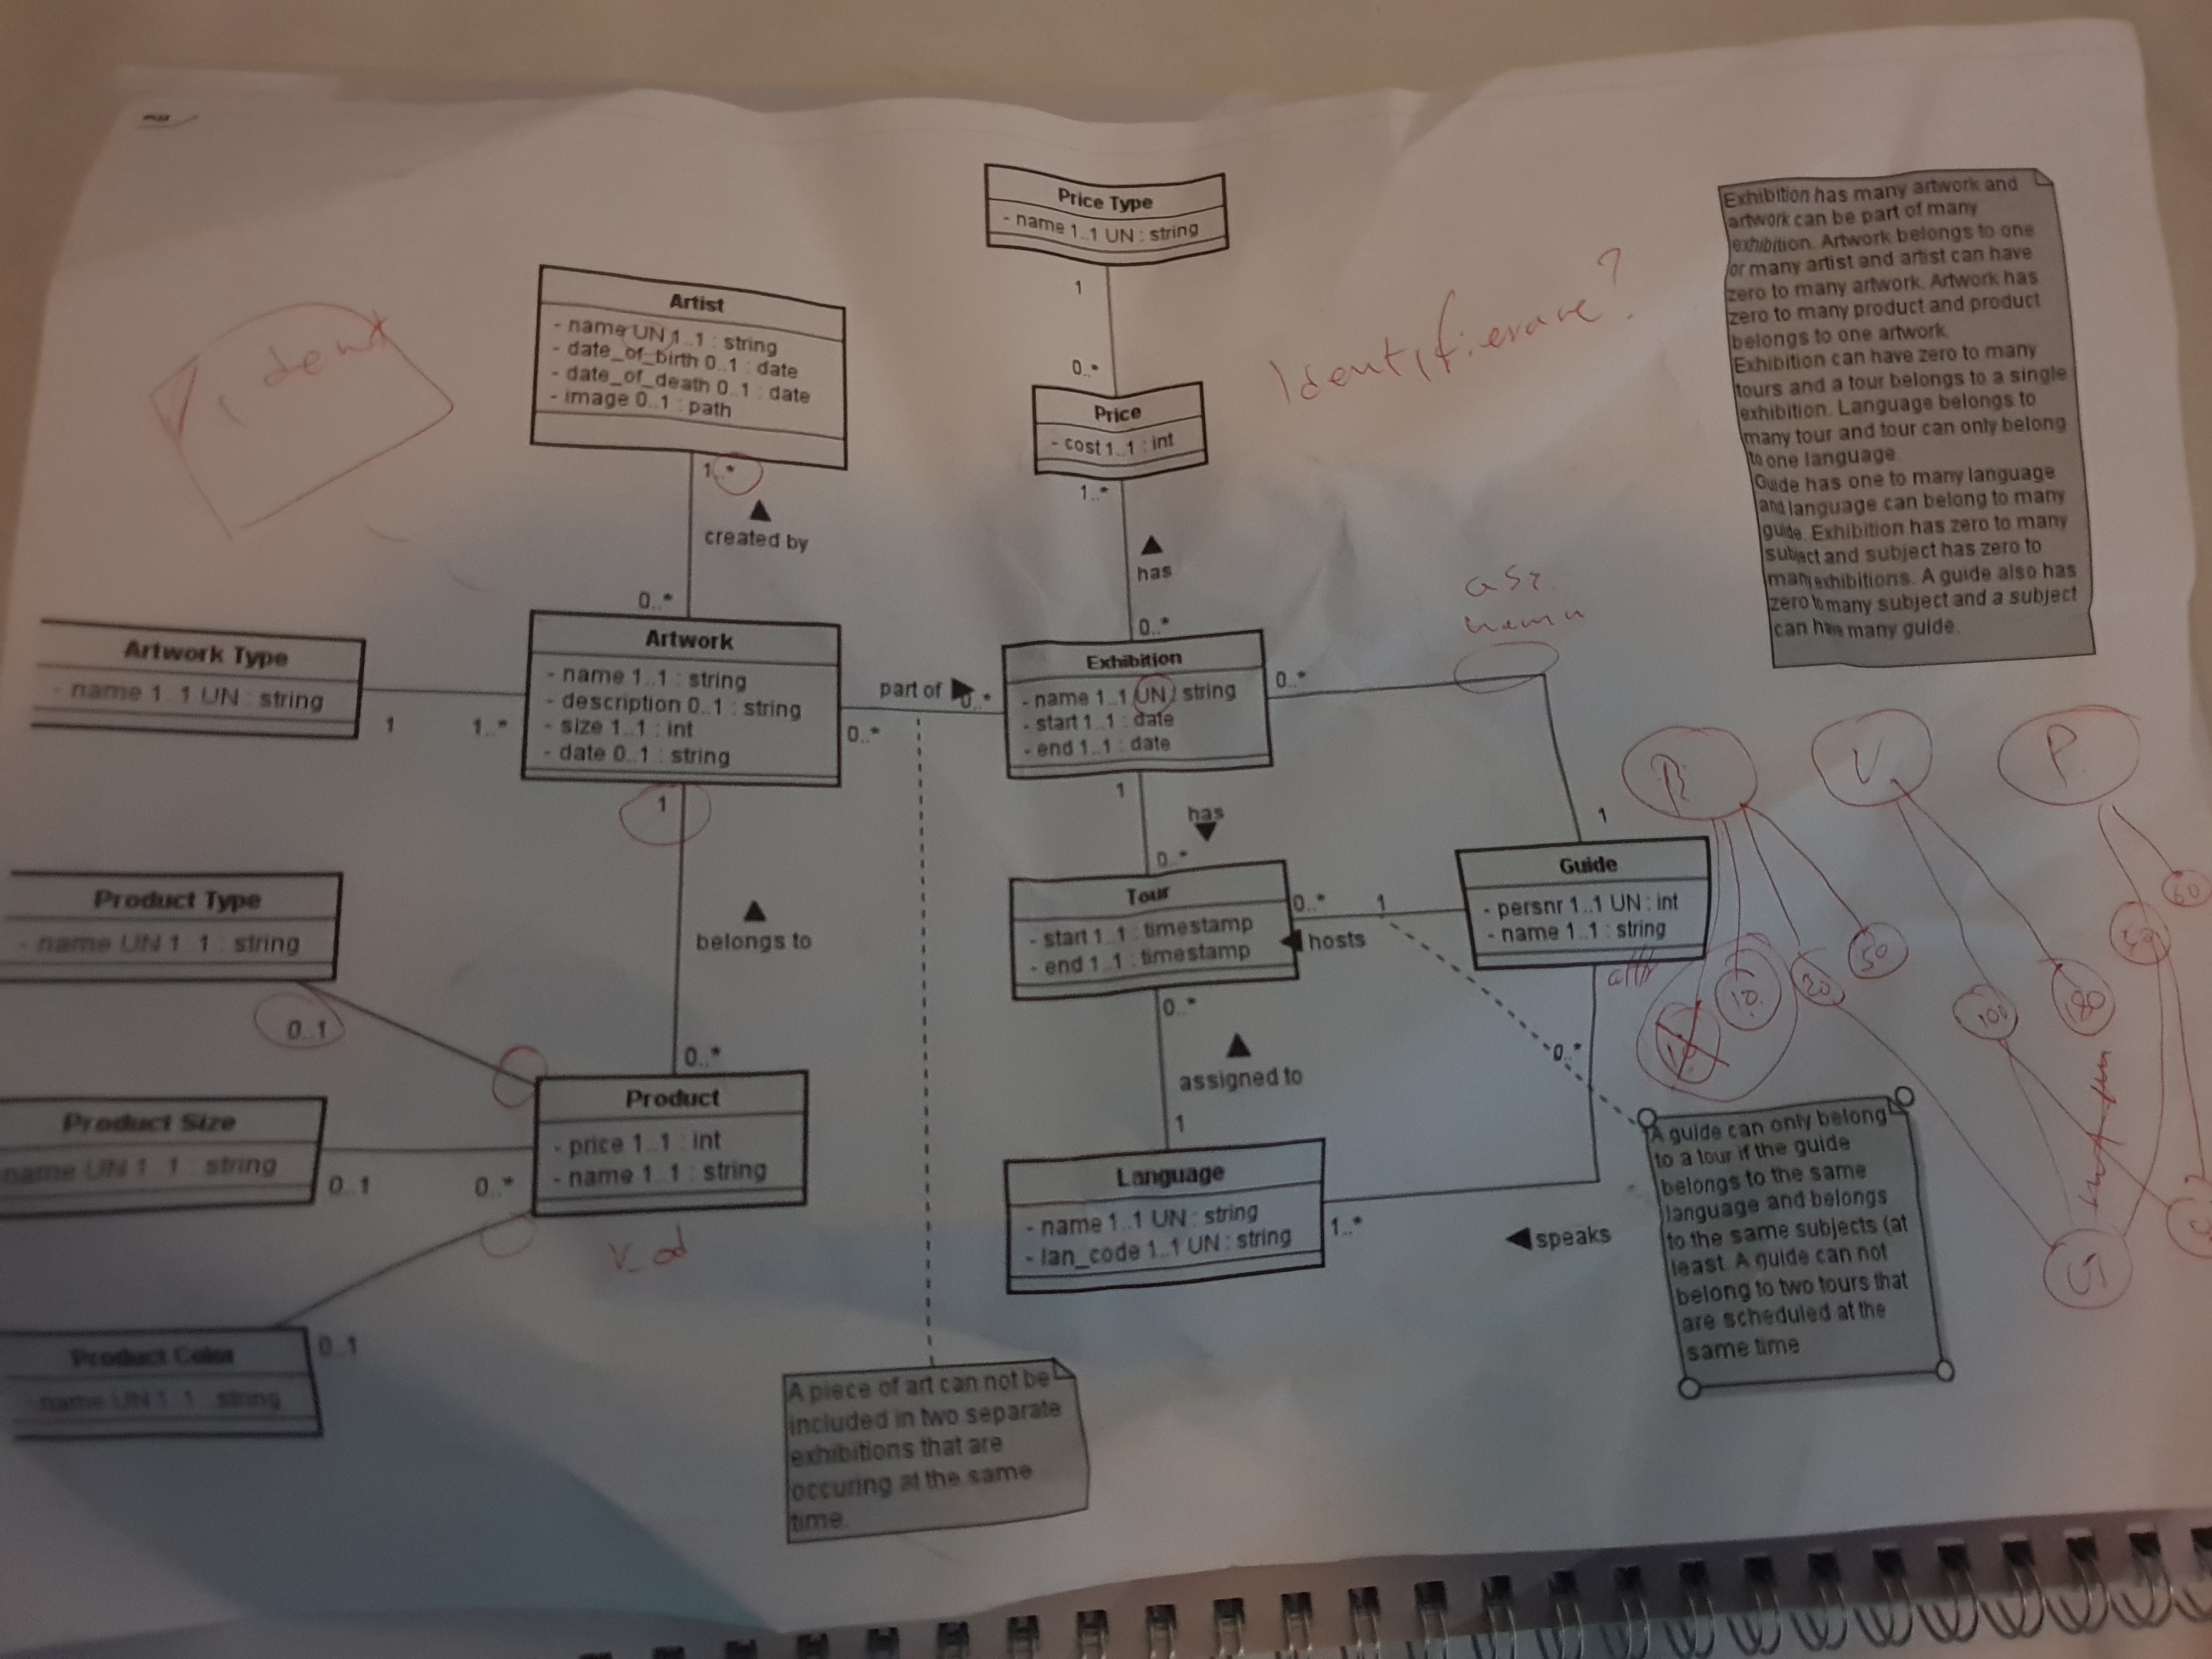 Price Type
- name 1..1 UN : string
1
0..*
Price
- cost 1..1 : int
1..*
has
0..*
Identifierare?
Artist
- name UN 1..1 : string
- date_of_birth 0..1 : date
- date_of_death 0..1 : date
- image 0..1 : path
1..*
created by
0..*
Artwork Type
- name 1..1 UN : string
1
1..*
Artwork
- name 1..1 : string
- description 0..1 : string
- size 1..1 : int
- date 0..1 : string
part of
0..*
0..*
Exhibition
- name 1..1 UN : string
- start 1..1 : date
- end 1..1 : date
0..*
1
1
has
0..*
1
belongs to
0..*
Product Type
- name UN 1..1 : string
0..1
Product Size
name UN 1..1 : string
0..1
0..*
Product
- price 1..1 : int
- name 1..1 : string
Product Color
- name UN 1..1 : string
0..1
Tour
- start 1..1 : timestamp
- end 1..1 : timestamp
0..*
1
hosts
Guide
- persnr 1..1 UN : int
- name 1..1 : string
0..*
0..*
assigned to
1
Language
- name 1..1 UN : string
- lan_code 1..1 UN : string
1..*
speaks
Exhibition has many artwork and
artwork can be part of many
exhibition. Artwork belongs to one
or many artist and artist can have
zero to many artwork. Artwork has
zero to many product and product
belongs to one artwork.
Exhibition can have zero to many
tours and a tour belongs to a single
exhibition. Language belongs to
many tour and tour can only belong
to one language.
Guide has one to many language
and language can belong to many
guide. Exhibition has zero to many
subject and subject has zero to
many exhibitions. A guide also has
zero to many subject and a subject
can have many guide.
R
V
P
50
10
20
100
60
A guide can only belong
to a tour if the guide
belongs to the same
language and belongs
to the same subjects (at
least. A guide can not
belong to two tours that
are scheduled at the
same time
A piece of art can not be
included in two separate
exhibitions that are
occuring at the same
time.